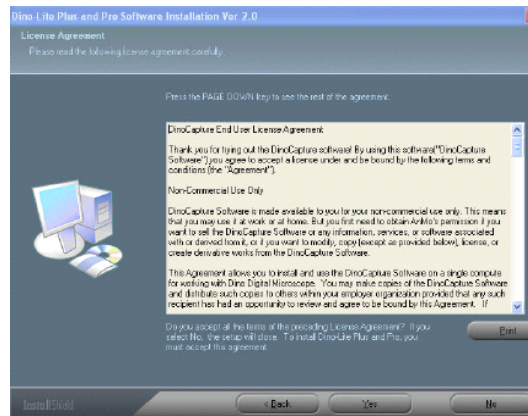 Dino-Lite Plus and Pro Software Installation Ver 2.0
License Agreement
Please read the following license agreement carefully.
Press the PAGE DOWN key to see the rest of the agreement.
DinoCapture End User License Agreement
Thank you for trying out the DinoCapture software! By using this software("DinoCapture
Software") you agree to accept a license under and be bound by the following terms and
conditions (the "Agreement").
Non-Commercial Use Only
DinoCapture Software is made available to you for your non-commercial use only. This means
that you may use it at work or at home. But you first need to obtain AnMo's permission if you
want to sell the DinoCapture Software or any information, services, or software associated
with or derived from it, or if you want to modify, copy (except as provided below), license, or
create derivative works from the DinoCapture Software.
This Agreement allows you to install and use the DinoCapture Software on a single compute
for working with Dino Digital Microscope. You may make copies of the DinoCapture Software
and distribute such copies to others within your employer organization provided that any such
recipient has had an opportunity to review and agree to be bound by this Agreement. If
Do you accept all the terms of the preceding License Agreement? If you
select No, the setup will close. To install Dino-Lite Plus and Pro, you
must accept this agreement.
Print
InstallShield
< Back
Yes
No